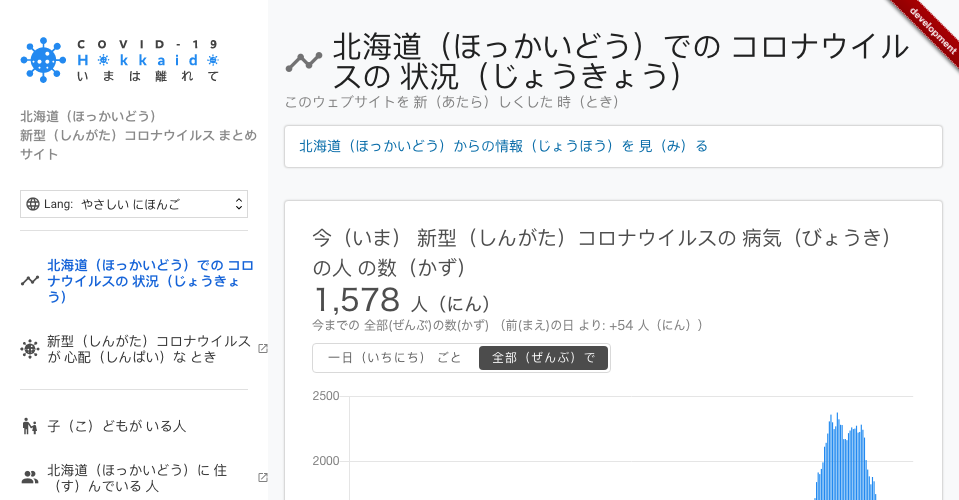 COVID-19
Hokkaido
いまは離れて
北海道（ほっかいどう）
新型（しんがた）コロナウイルス まとめ
サイト
Lang: やさしい にほんご
北海道（ほっかいどう）での コロ
ナウイルスの 状況（じょうきょ
う）
新型（しんがた）コロナウイルス
が 心配（しんぱい）な とき
子（こ）どもが いる人
北海道（ほっかいどう）に 住
（す）んでいる 人
development
北海道（ほっかいどう）での コロナウイル
スの 状況（じょうきょう）
このウェブサイトを 新（あたら）しくした 時（とき）
北海道（ほっかいどう）からの情報（じょうほう）を 見（み）る
今（いま） 新型（しんがた）コロナウイルスの 病気（びょうき）
の人 の数（かず）
1,578 人（にん）
今までの 全部(ぜんぶ)の数(かず) （前(まえ)の日 より: +54 人（にん））
一日（いちにち） ごと
全部（ぜんぶ）で
2500
2000